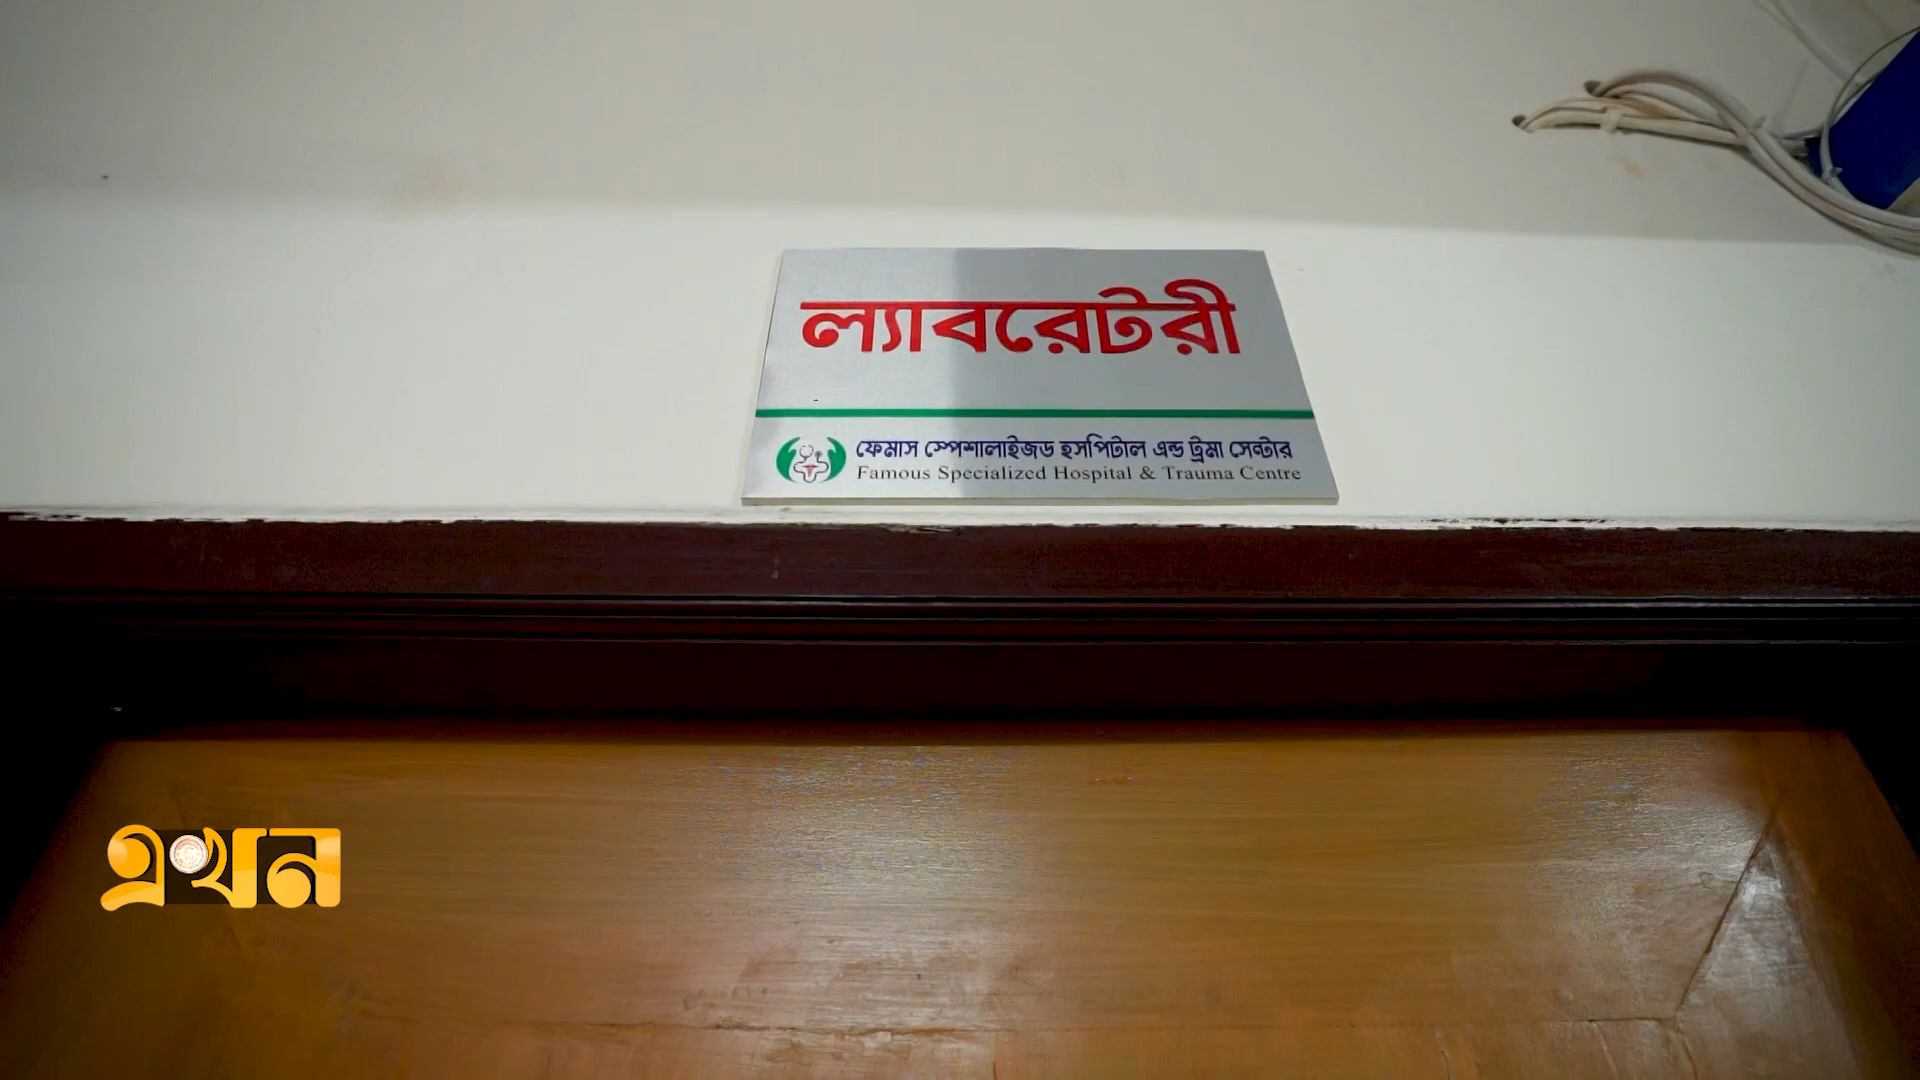 ল্যাবরেটরী
ফেমাস স্পেশালাইজড হসপিটাল এন্ড ট্রমা সেন্টার
Famous Specialized Hospital & Trauma Centre
এখন